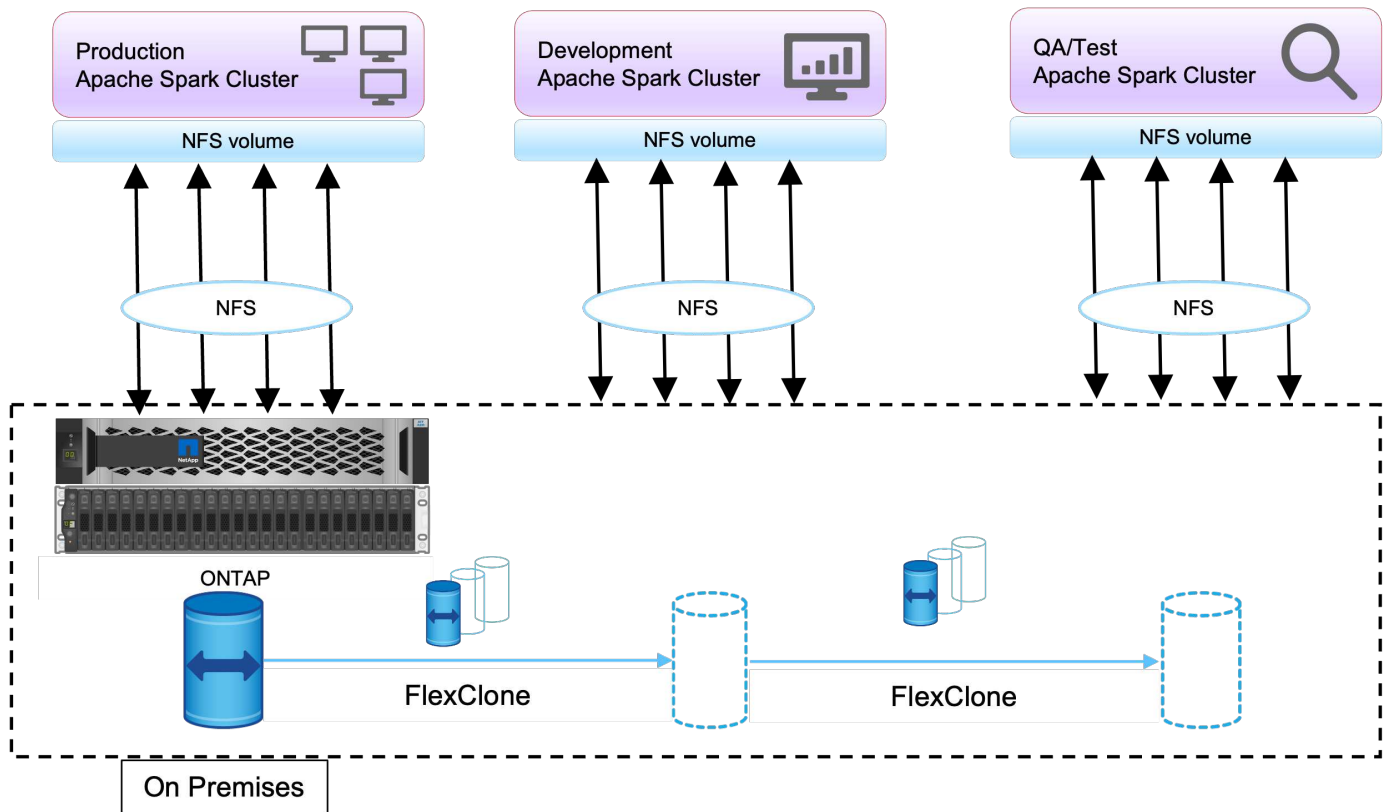 Production
Apache Spark Cluster
Development
Apache Spark Cluster
QA/Test
Apache Spark Cluster
NFS volume
NFS volume
NFS volume
NFS
NFS
NFS
NetApp
ONTAP
FlexClone
FlexClone
On Premises